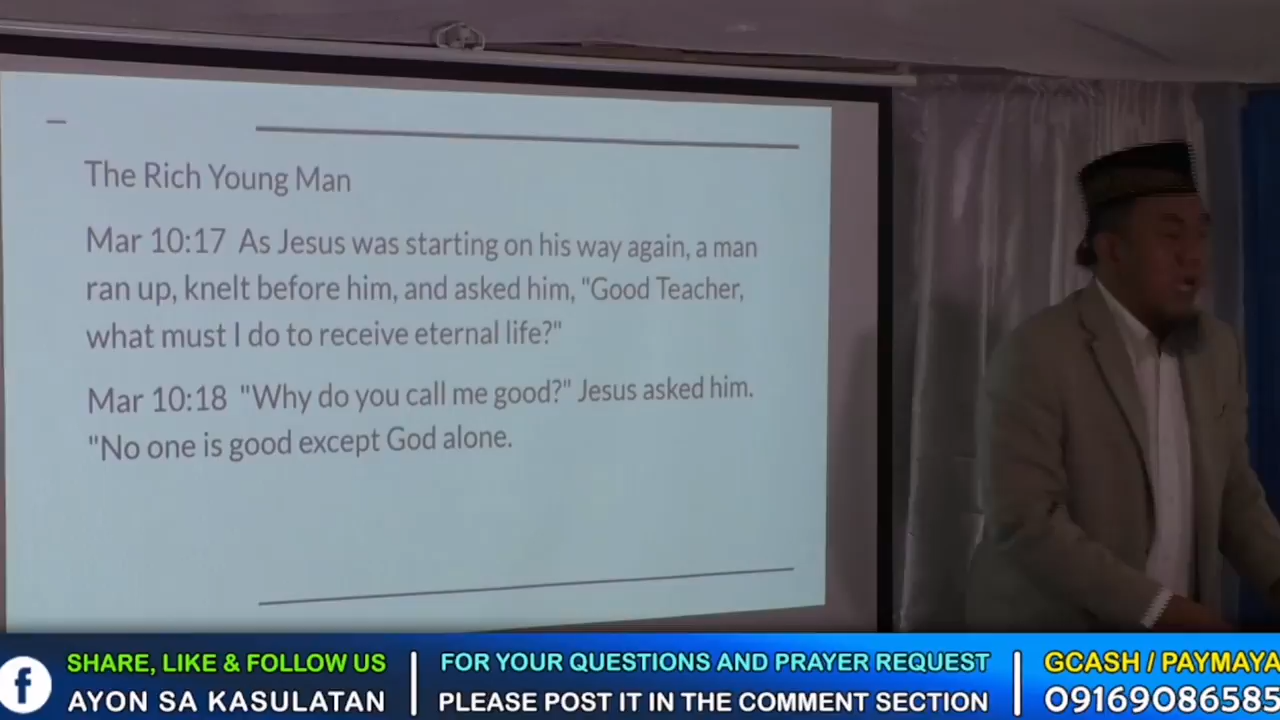 The Rich Young Man
Mar 10:17 As Jesus was starting on his way again, a man
ran up, knelt before him, and asked him, "Good Teacher,
what must I do to receive eternal life?"
Mar 10:18 "Why do you call me good?" Jesus asked him.
"No one is good except God alone.
f
SHARE, LIKE & FOLLOW US
AYON SA KASULATAN
FOR YOUR QUESTIONS AND PRAYER REQUEST
PLEASE POST IT IN THE COMMENT SECTION
GCASH / PAYMAYA
09169086585